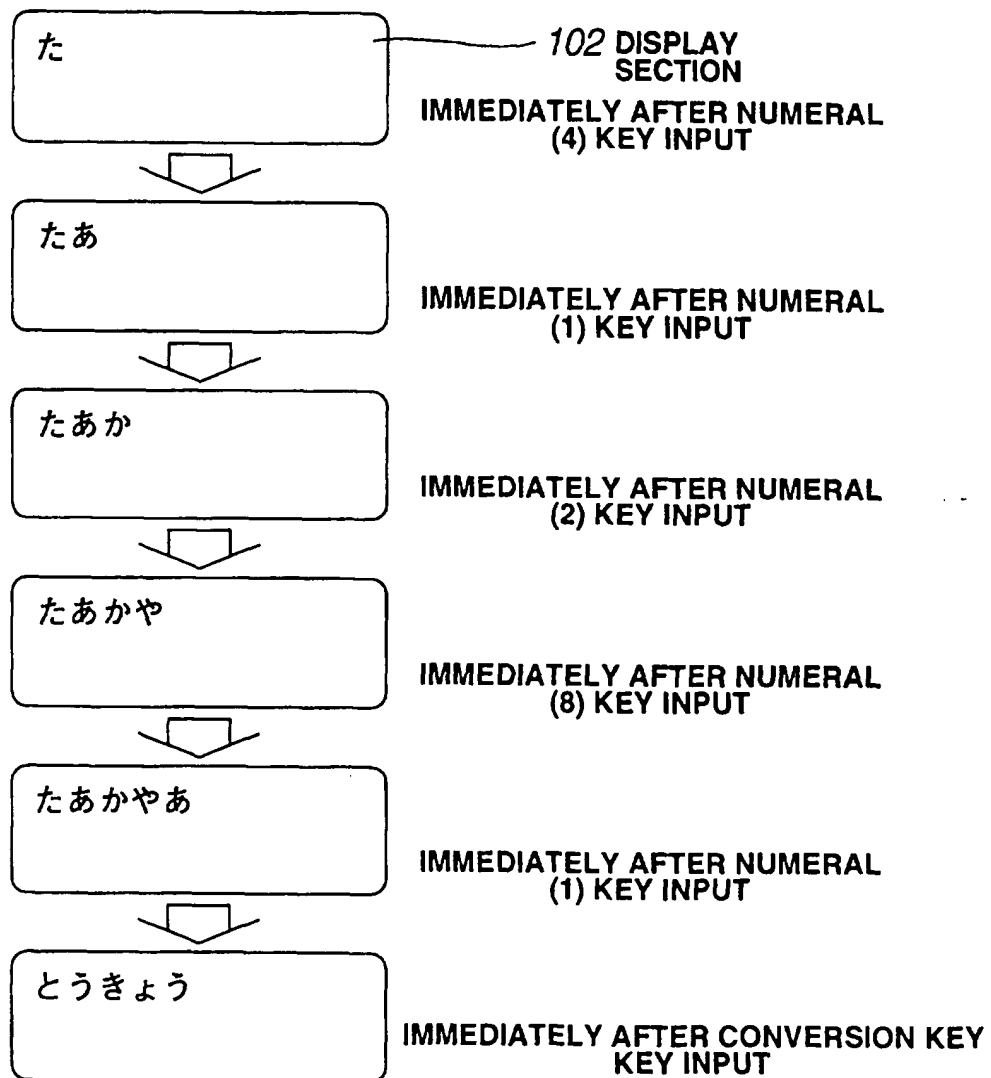 た
102 DISPLAY
SECTION
IMMEDIATELY AFTER NUMERAL
(4) KEY INPUT
たあ
IMMEDIATELY AFTER NUMERAL
(1) KEY INPUT
たあか
IMMEDIATELY AFTER NUMERAL
(2) KEY INPUT
たあかや
IMMEDIATELY AFTER NUMERAL
(8) KEY INPUT
たあかやあ
IMMEDIATELY AFTER NUMERAL
(1) KEY INPUT
とうきょう
IMMEDIATELY AFTER CONVERSION KEY
KEY INPUT